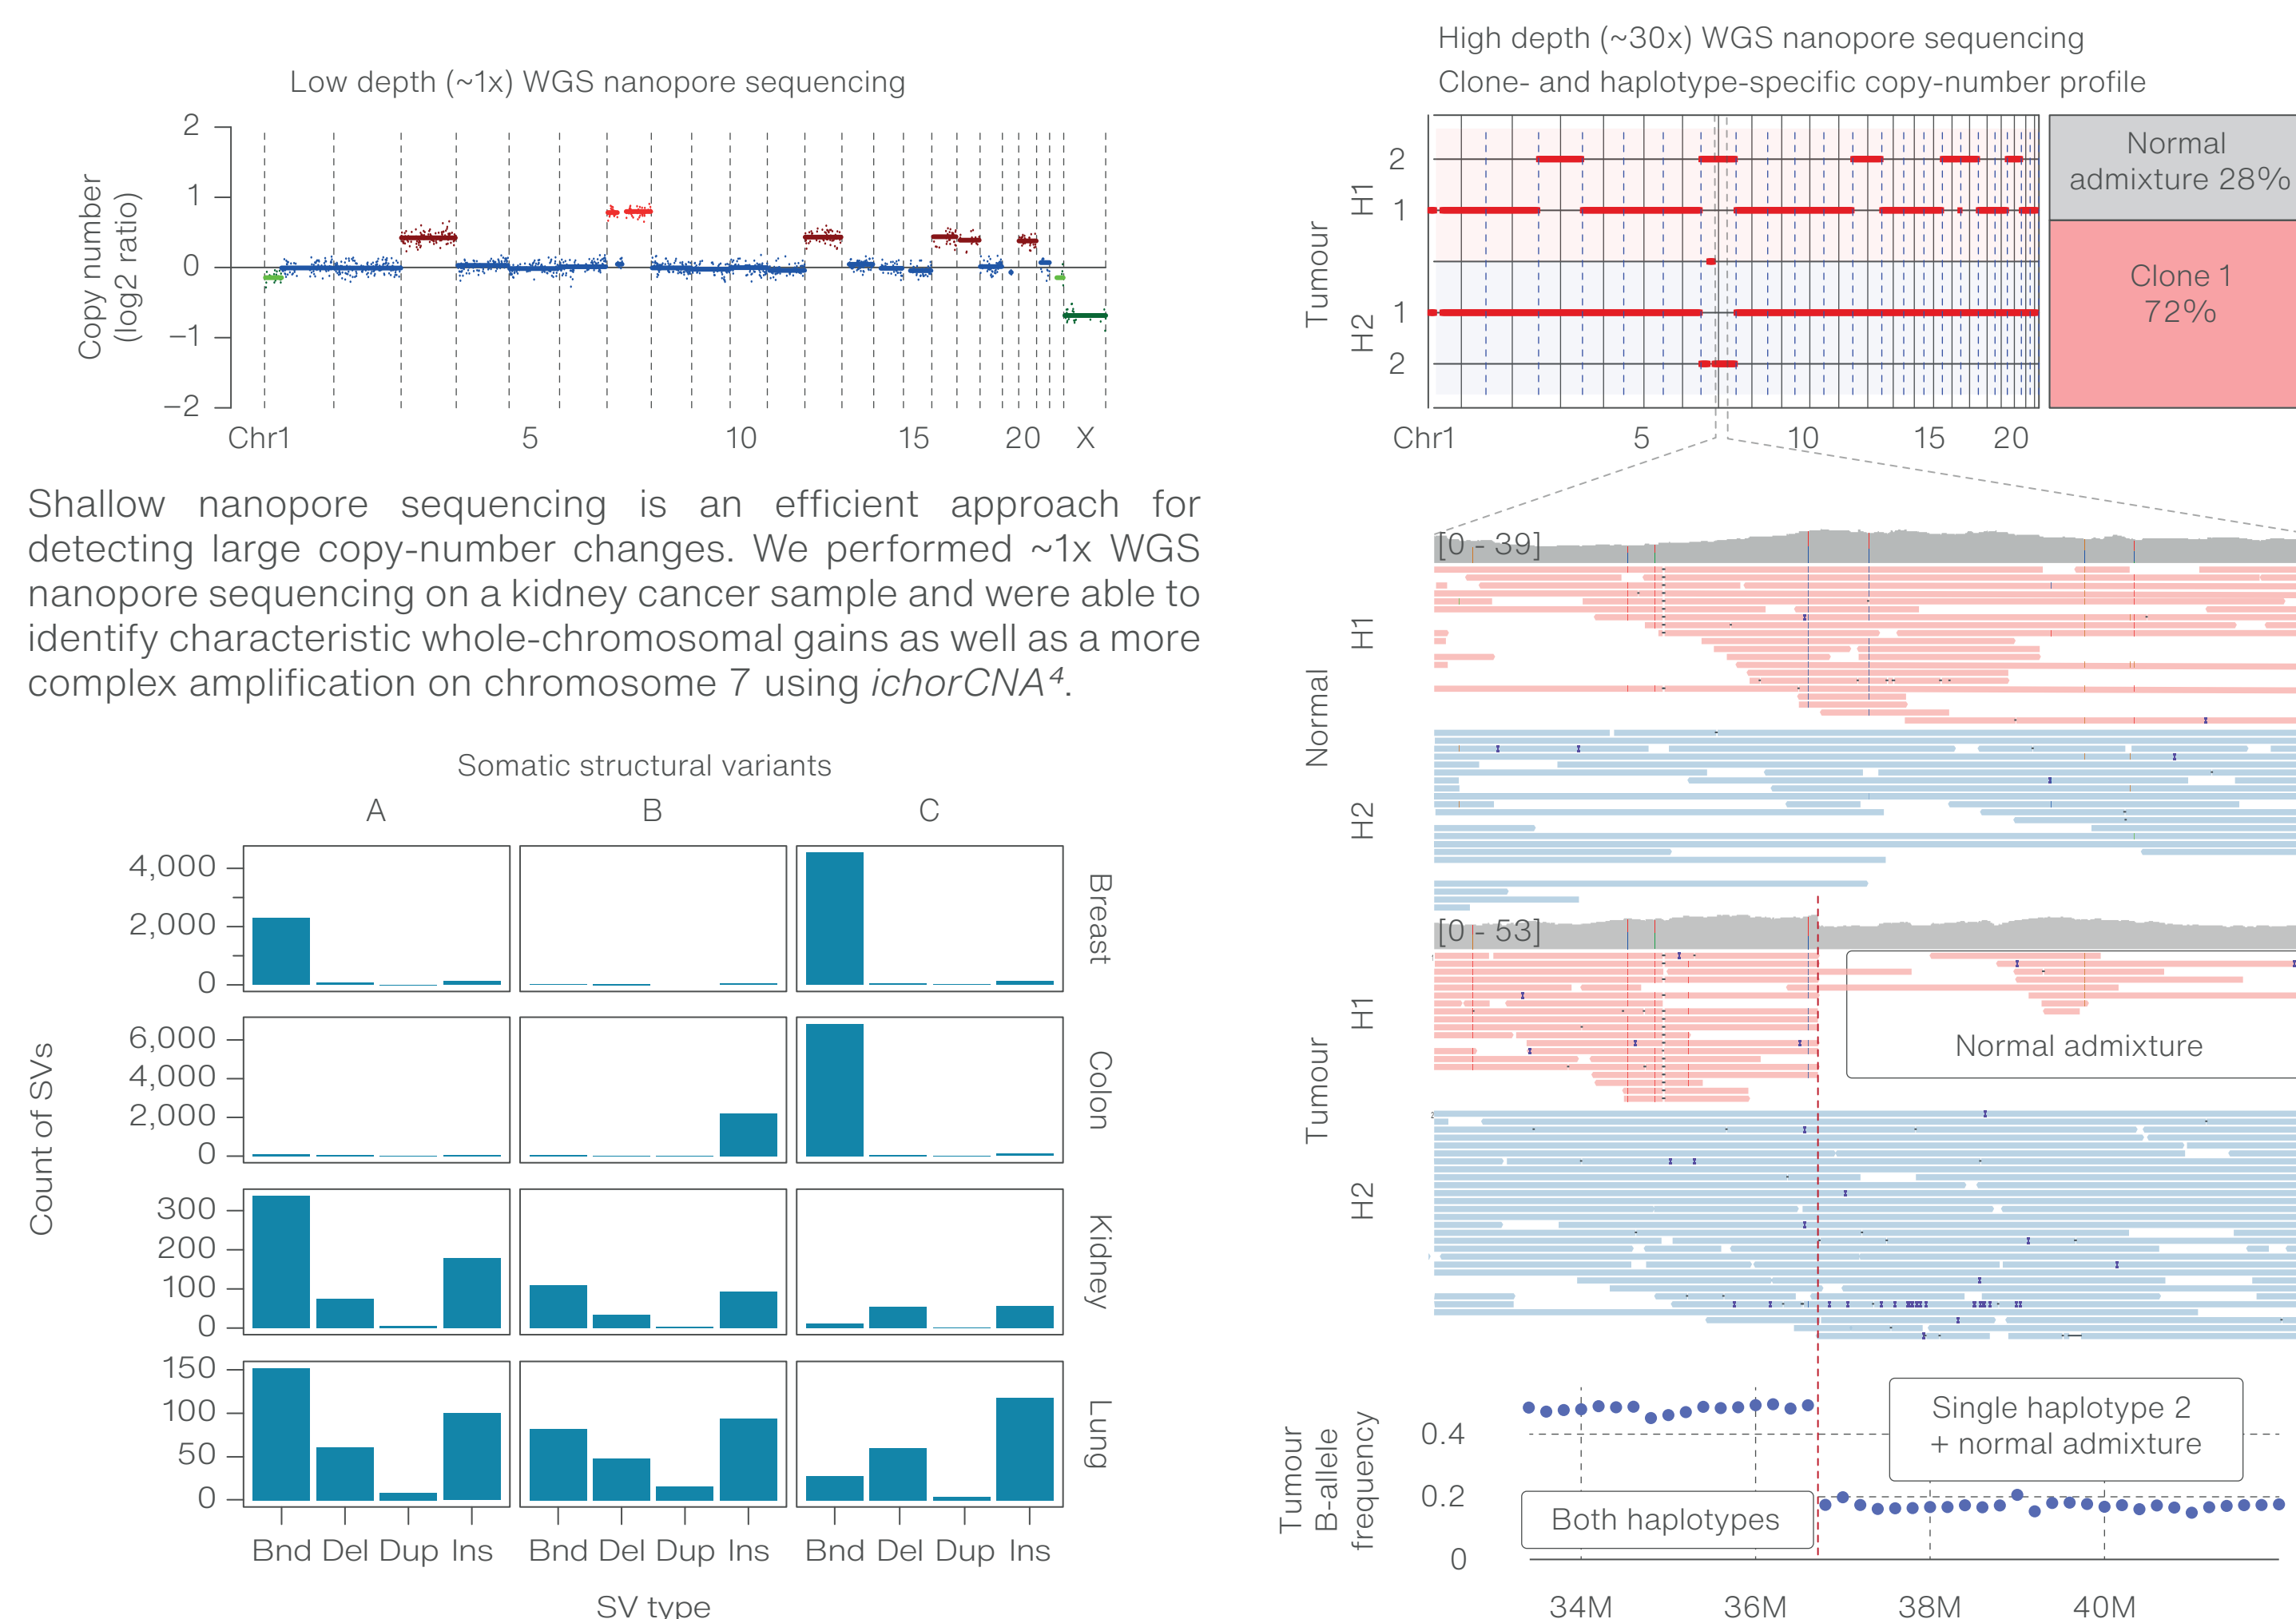 Low depth (~1x) WGS nanopore sequencing
Copy number
(log2 ratio)
2
1
0
−1
−2
Chr1 5 10 15 20 X
Shallow nanopore sequencing is an efficient approach for
detecting large copy-number changes. We performed ~1x WGS
nanopore sequencing on a kidney cancer sample and were able to
identify characteristic whole-chromosomal gains as well as a more
complex amplification on chromosome 7 using ichorCNA⁴.
Somatic structural variants
A B C
Count of SVs
4,000
2,000
0
Breast
6,000
4,000
2,000
0
Colon
300
200
100
0
Kidney
150
100
50
0
Lung
Bnd Del Dup Ins Bnd Del Dup Ins Bnd Del Dup Ins
SV type
High depth (~30x) WGS nanopore sequencing
Clone- and haplotype-specific copy-number profile
Tumour
H1
H2
2
1
1
2
Chr1 5 10 15 20
Normal
admixture 28%
Clone 1
72%
[0 - 39]
Normal
H1
H2
[0 - 53]
Tumour
H1
H2
Normal admixture
Tumour
B-allele
frequency
0.4
0.2
0
Single haplotype 2
+ normal admixture
Both haplotypes
34M 36M 38M 40M